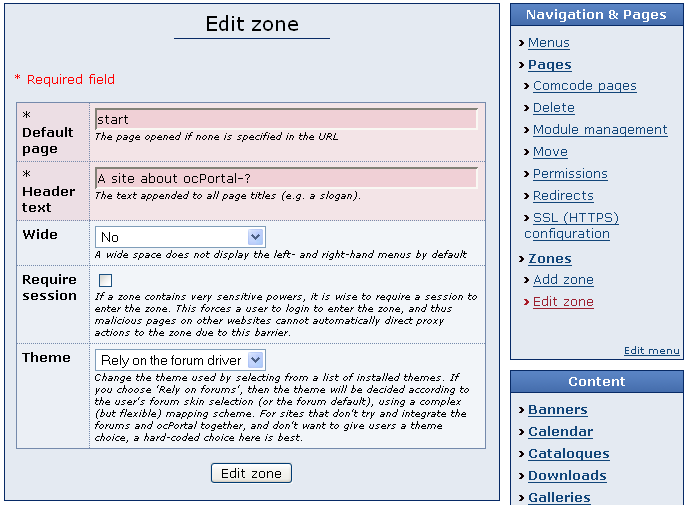 Edit zone
* Required field
*
Default
page
start
The page opened if none is specified in the URL
*
Header
text
A site about ocPortal-?
The text appended to all page titles (e.g. a slogan).
Wide
No
A wide space does not display the left- and right-hand menus by default
Require
session
If a zone contains very sensitive powers, it is wise to require a session to
enter the zone. This forces a user to login to enter the zone, and thus
malicious pages on other websites cannot automatically direct proxy
actions to the zone due to this barrier.
Theme
Rely on the forum driver
Change the theme used by selecting from a list of installed themes. If
you choose 'Rely on forums', then the theme will be decided according to
the user's forum skin selection (or the forum default), using a complex
(but flexible) mapping scheme. For sites that don't try and integrate the
forums and ocPortal together, and don't want to give users a theme
choice, a hard-coded choice here is best.
Edit zone
Navigation & Pages
Menus
Pages
Comcode pages
Delete
Module management
Move
Permissions
Redirects
SSL (HTTPS)
configuration
Zones
Add zone
Edit zone
Edit menu
Content
Banners
Calendar
Catalogues
Downloads
Galleries